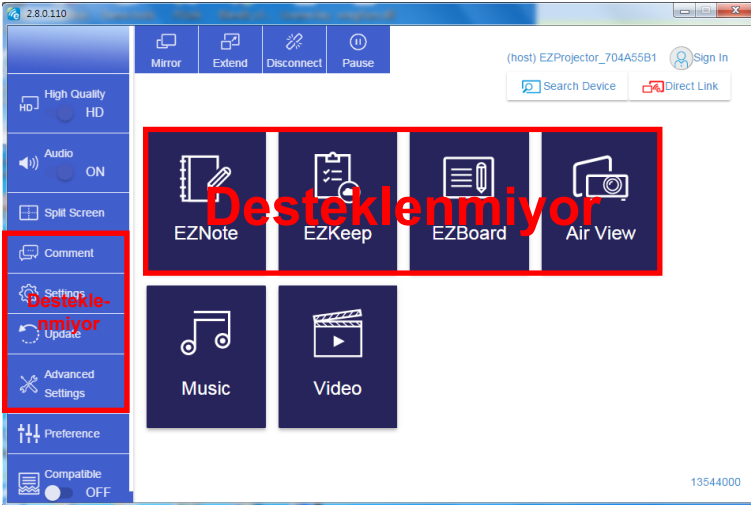 2.8.0.110
Mirror
Extend
Disconnect
Pause
(host) EZProjector_704A55B1
Sign In
Search Device
Direct Link
High Quality
HD
HD
Audio
ON
Split Screen
Comment
Settings
Update
Advanced
Settings
Preference
Compatible
OFF
Destekle-
nmiyor
Desteklenmiyor
EZNote
EZKeep
EZBoard
Air View
Music
Video
13544000